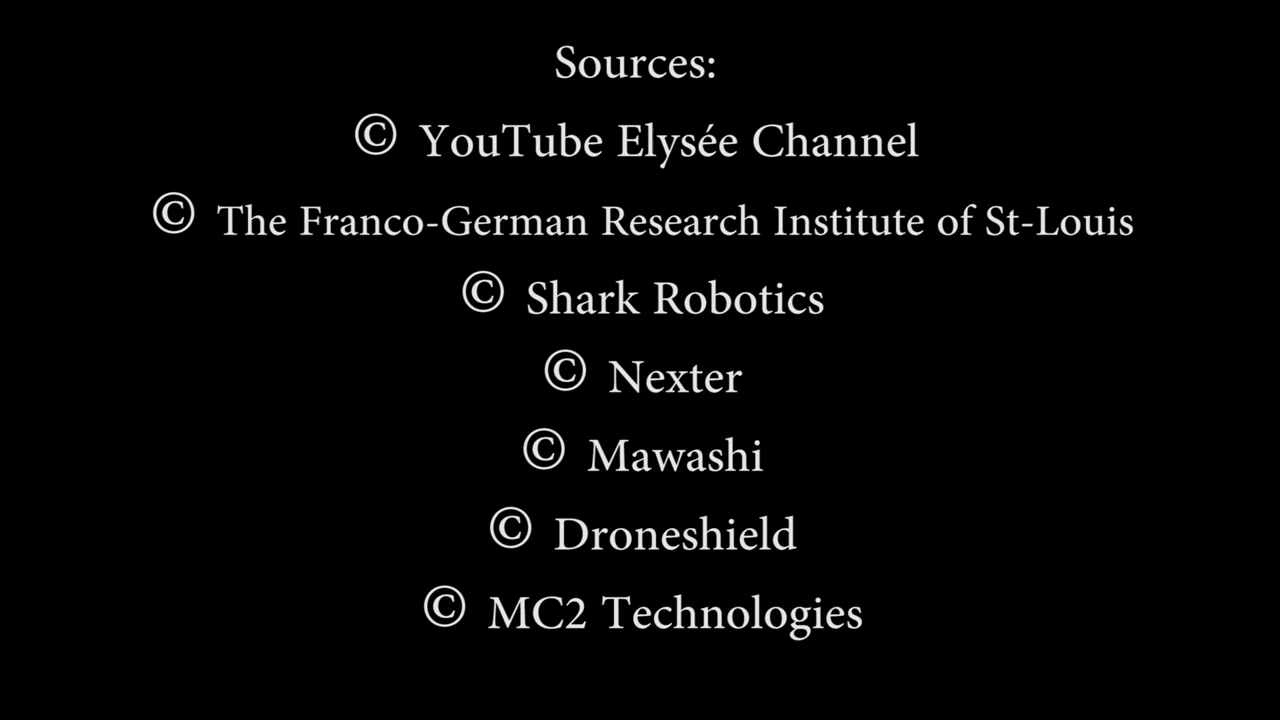 Sources:
© YouTube Elysée Channel
© The Franco-German Research Institute of St-Louis
© Shark Robotics
© Nexter
© Mawashi
© Droneshield
© MC2 Technologies